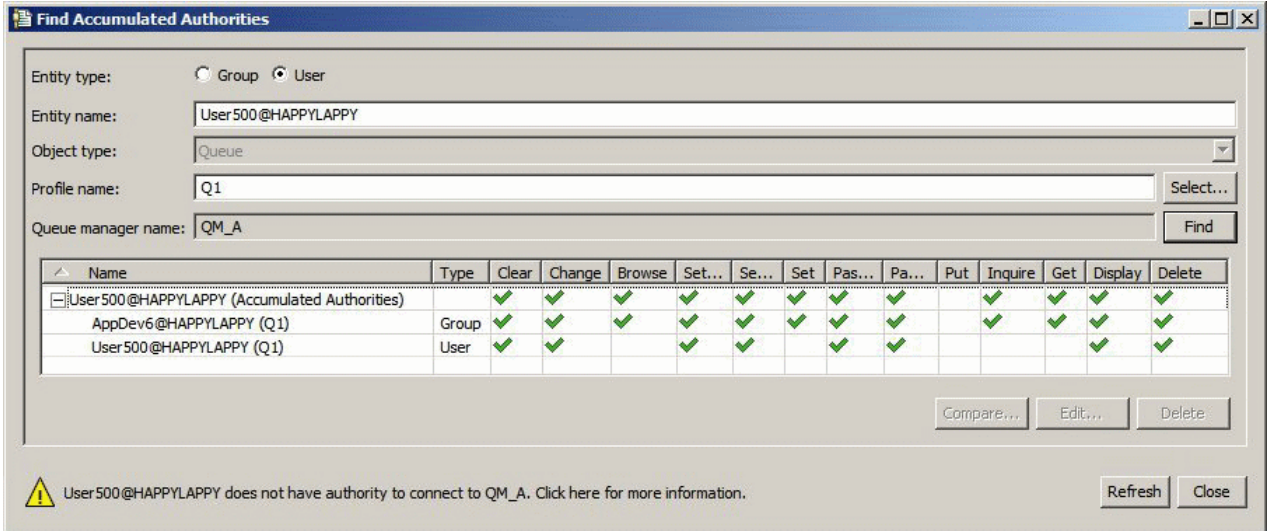 Find Accumulated Authorities
Entity type: Group User
Entity name: User500@HAPPYLAPPY
Object type: Queue
Profile name: Q1 Select...
Queue manager name: QM_A Find
Name Type Clear Change Browse Set... Se... Set Pas... Pa... Put Inquire Get Display Delete
User500@HAPPYLAPPY (Accumulated Authorities)
AppDev6@HAPPYLAPPY (Q1) Group
User500@HAPPYLAPPY (Q1) User
Compare... Edit... Delete
User500@HAPPYLAPPY does not have authority to connect to QM_A. Click here for more information. Refresh Close